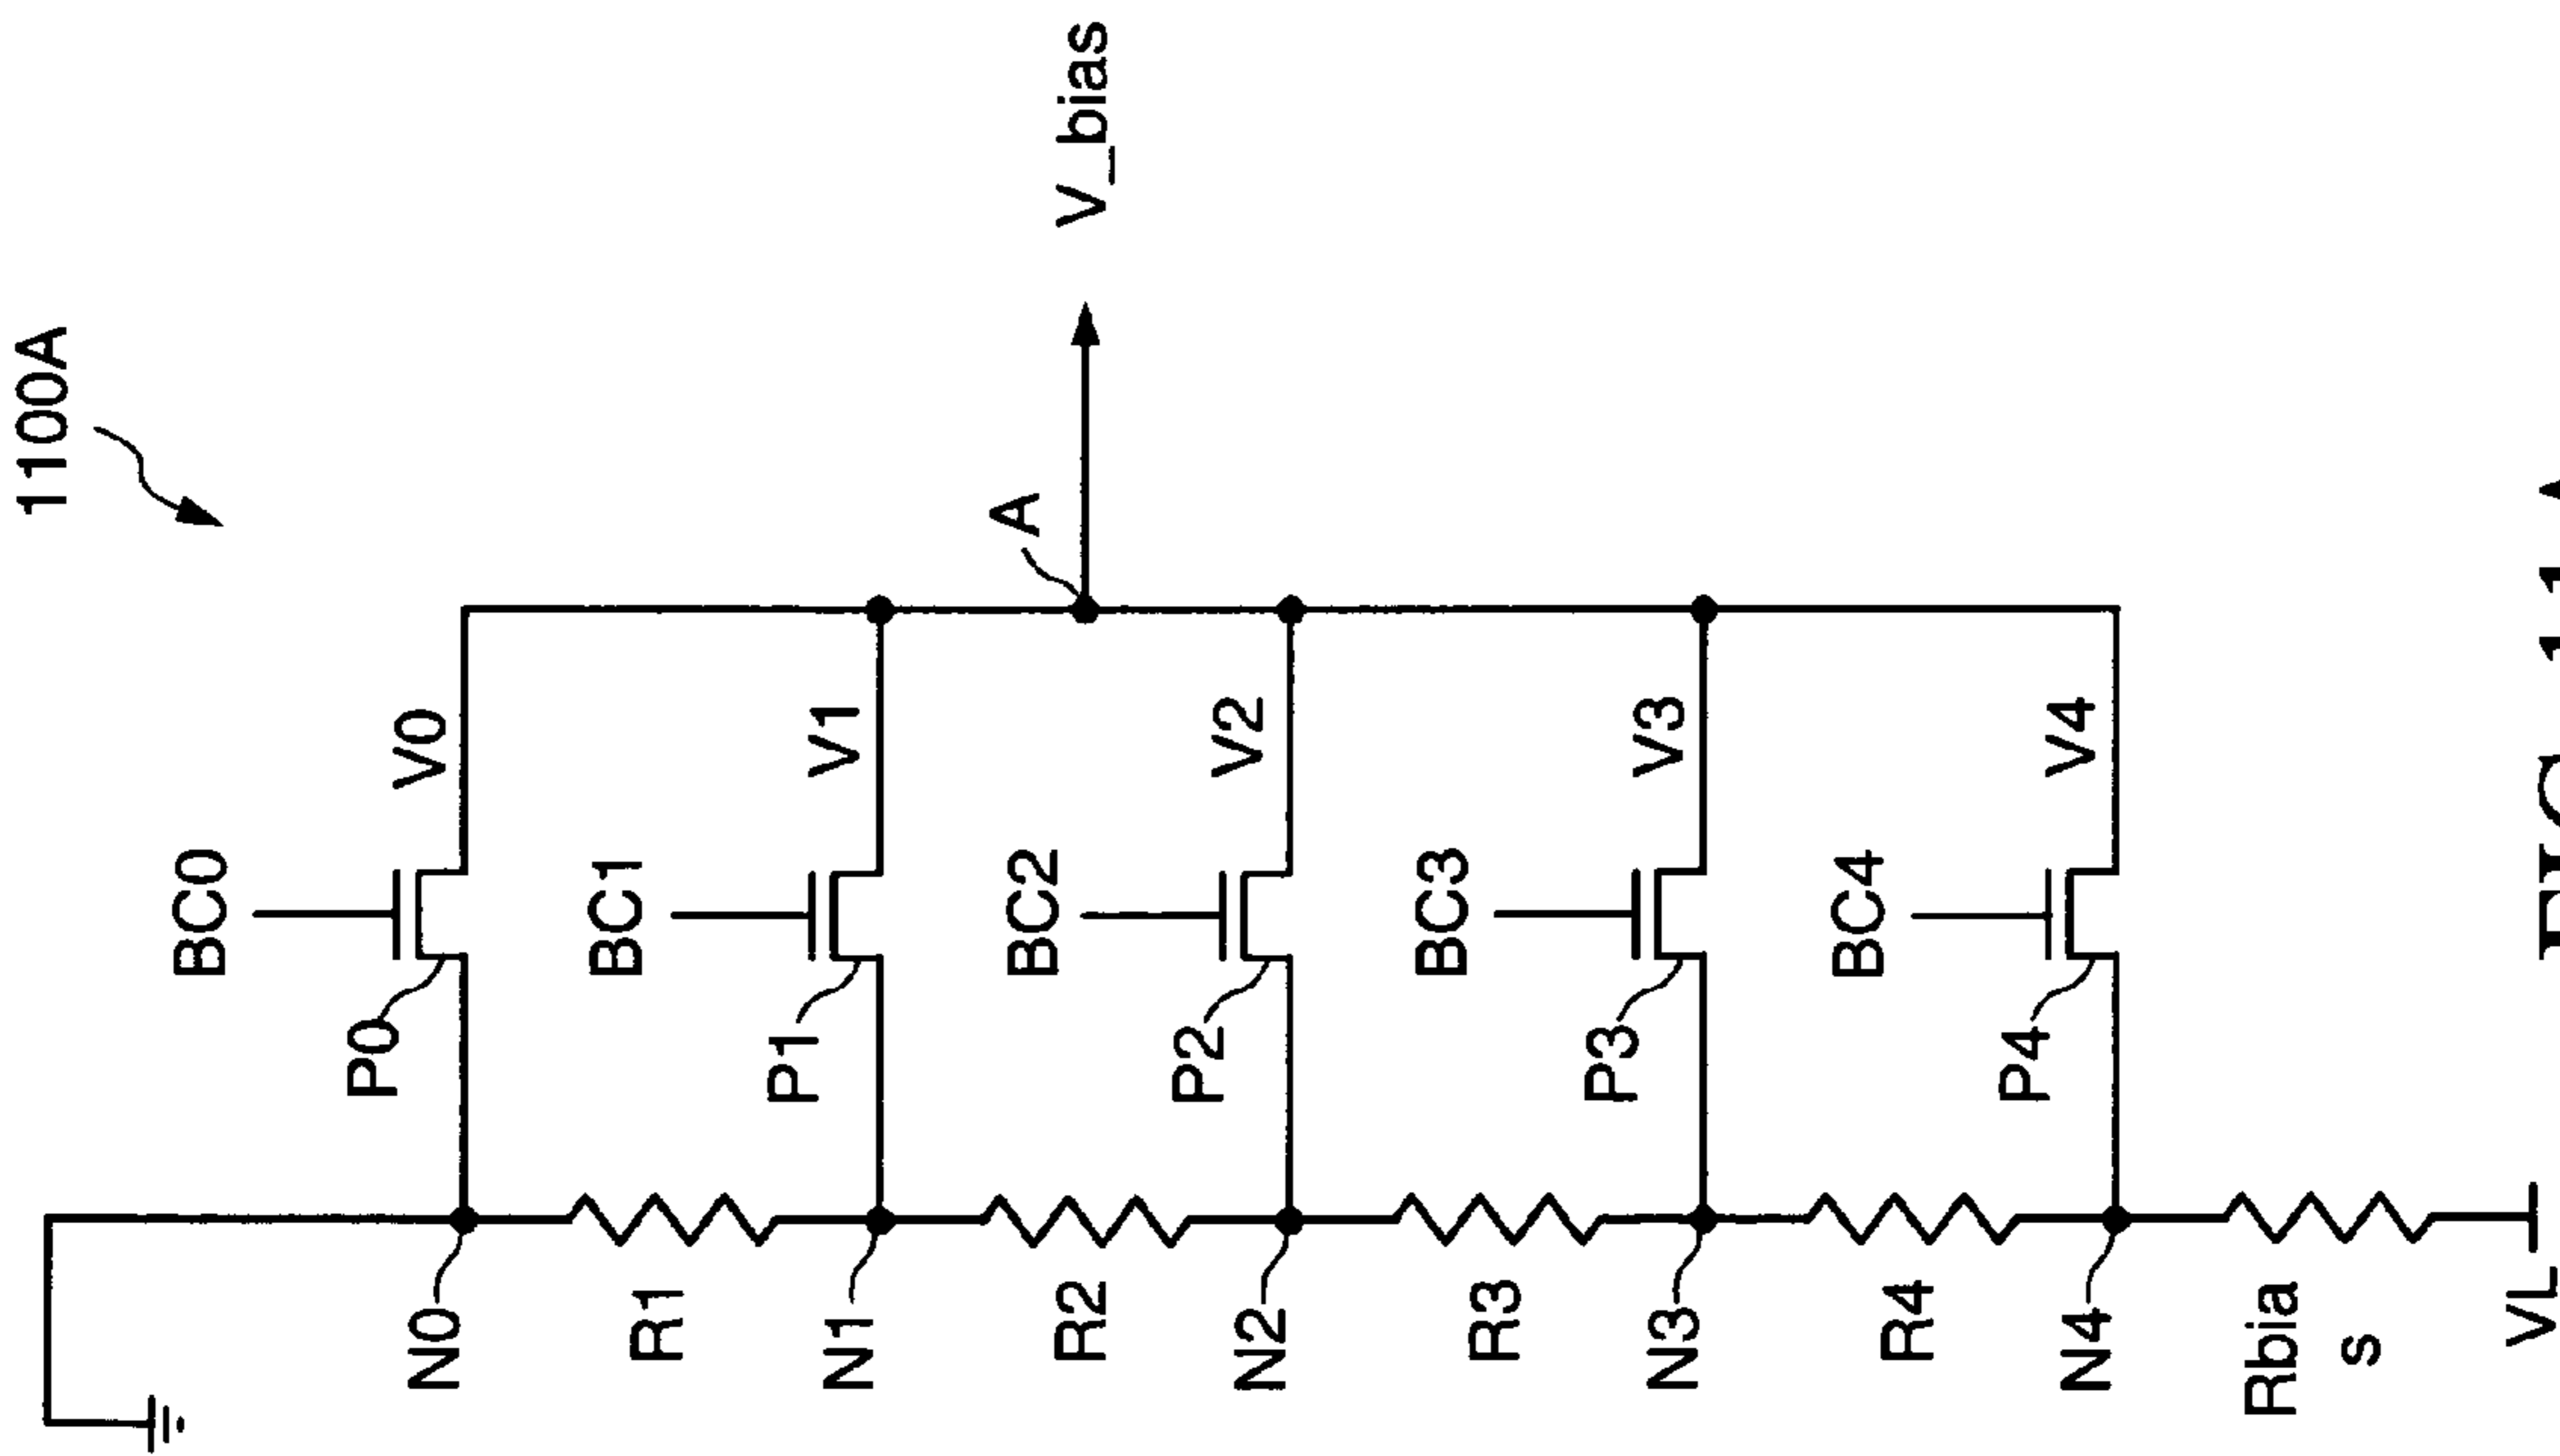 1100A
BC0
P0
V0
N0
R1
BC1
P1
V1
N1
A
V_bias
R2
BC2
P2
V2
N2
R3
BC3
P3
V3
N3
R4
BC4
P4
V4
N4
Rbia
s
VL